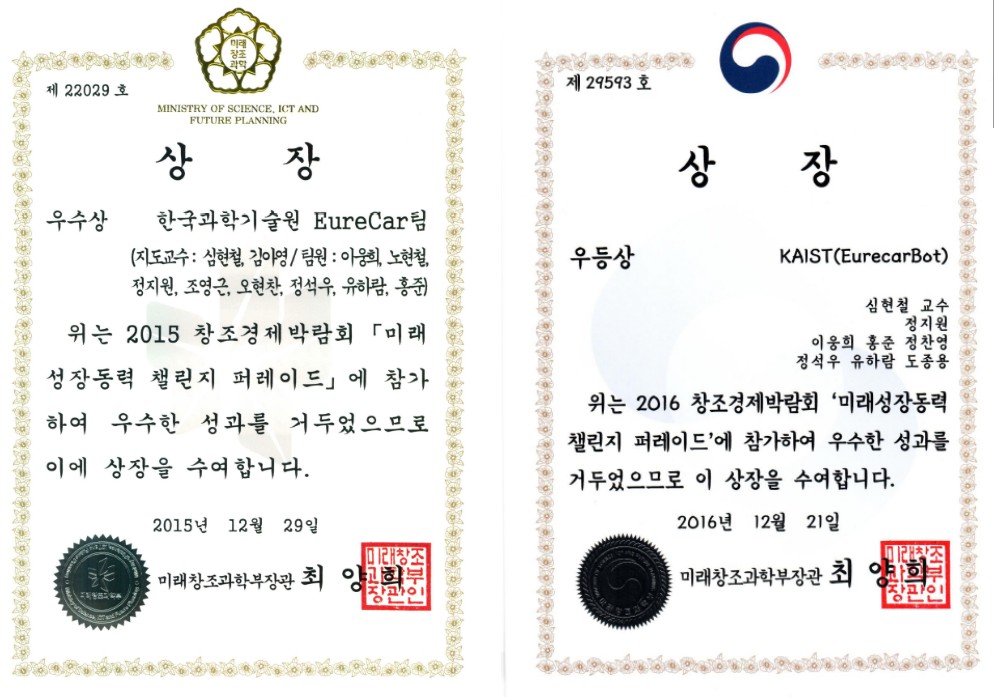 미래
창조
과학
제 22029 호
MINISTRY OF SCIENCE, ICT AND
FUTURE PLANNING
상 장
우수상 한국과학기술원 EureCar팀
(지도교수 : 심현철, 김아영 / 팀원 : 이웅희, 노현철,
정지원, 조영근, 오현찬, 정석우, 유하람, 홍준)
위는 2015 창조경제박람회 「미래
성장동력 챌린지 퍼레이드」에 참가
하여 우수한 성과를 거두었으므로
이에 상장을 수여합니다.
2015년 12월 29일
미래창조과학부장관 최 양 희
미래창조
과학부
장관인
제 29593 호
상 장
우등상 KAIST(EurecarBot)
심현철 교수
정지원
이웅희 홍준 정찬영
정석우 유하람 도종용
위는 2016 창조경제박람회 '미래성장동력
챌린지 퍼레이드'에 참가하여 우수한 성과를
거두었으므로 이 상장을 수여합니다.
2016년 12월 21일
미래창조과학부장관 최 양 희
미래창조
과학부
장관인